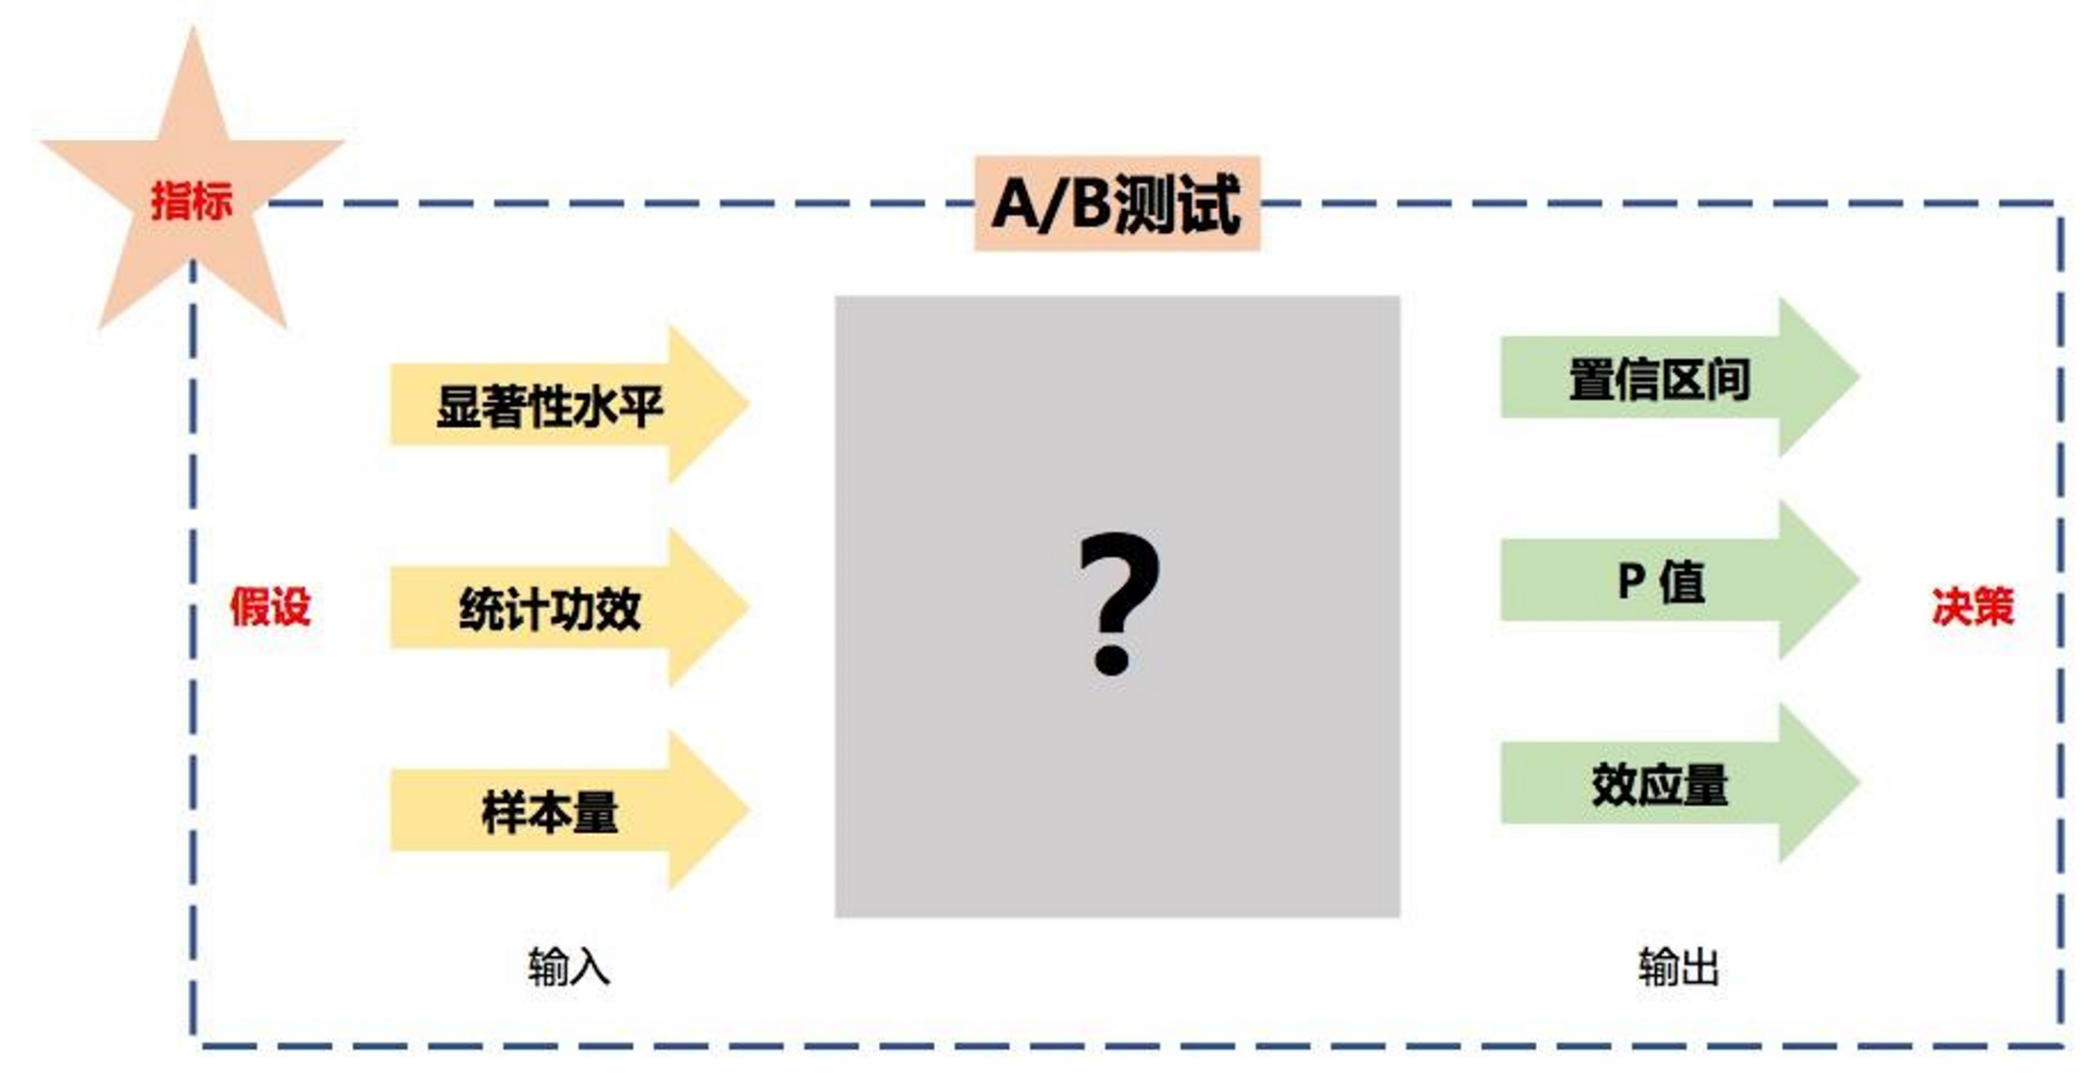 指标
A/B测试
假设
显著性水平
统计功效
样本量
输入
?
置信区间
P 值
效应量
输出
决策